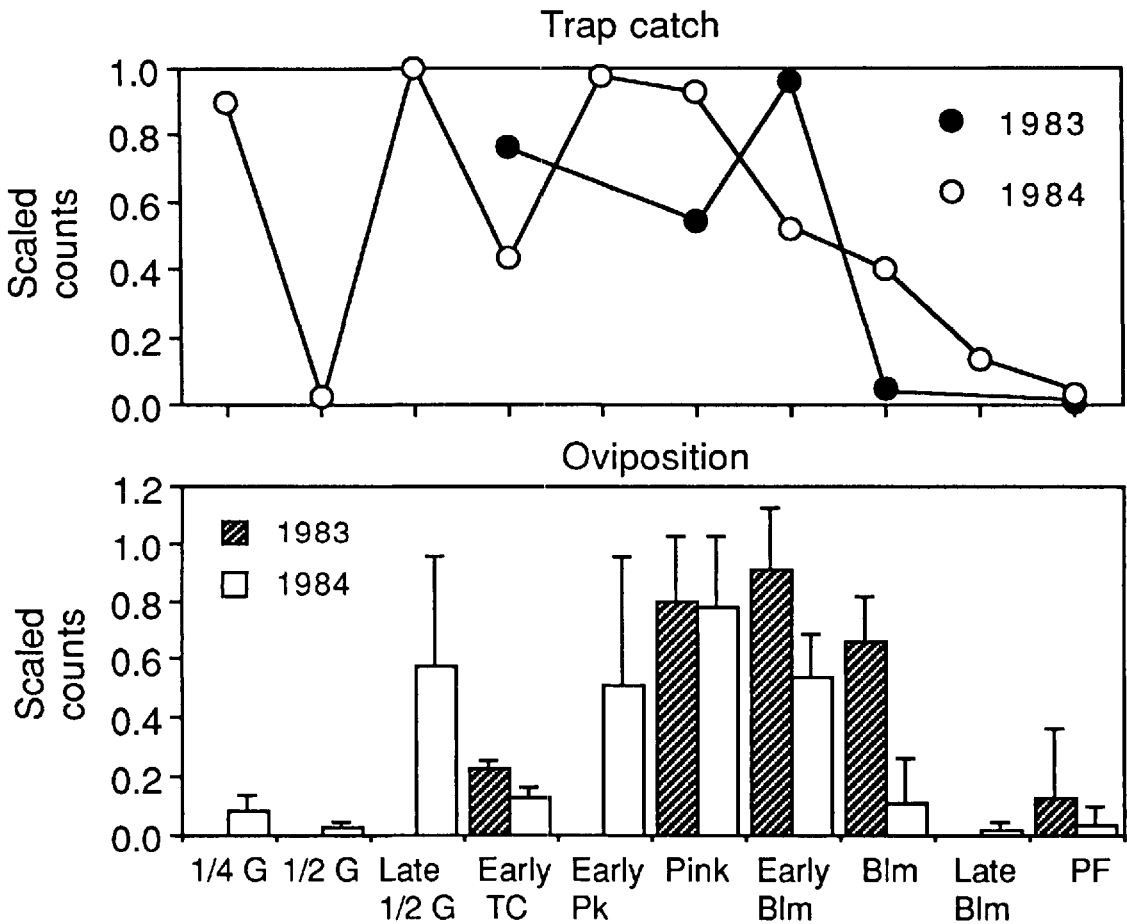 Trap catch
1.0
0.8
0.6
0.4
0.2
0.0
Scaled
counts
1983
1984
Oviposition
1.2
1.0
0.8
0.6
0.4
0.2
0.0
Scaled
counts
1983
1984
1/4 G 1/2 G Late Early Early Pink Early Blm Late PF
1/2 G TC Pk Blm Blm